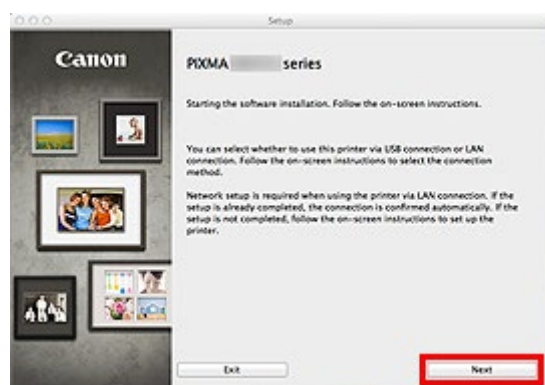 Setup
Canon
PIXMA series
Starting the software installation. Follow the on-screen instructions.
You can select whether to use this printer via USB connection or LAN
connection. Follow the on-screen instructions to select the connection
method.
Network setup is required when using the printer via LAN connection. If the
setup is already completed, the connection is confirmed automatically. If the
setup is not completed, follow the on-screen instructions to set up the
printer.
Exit
Next